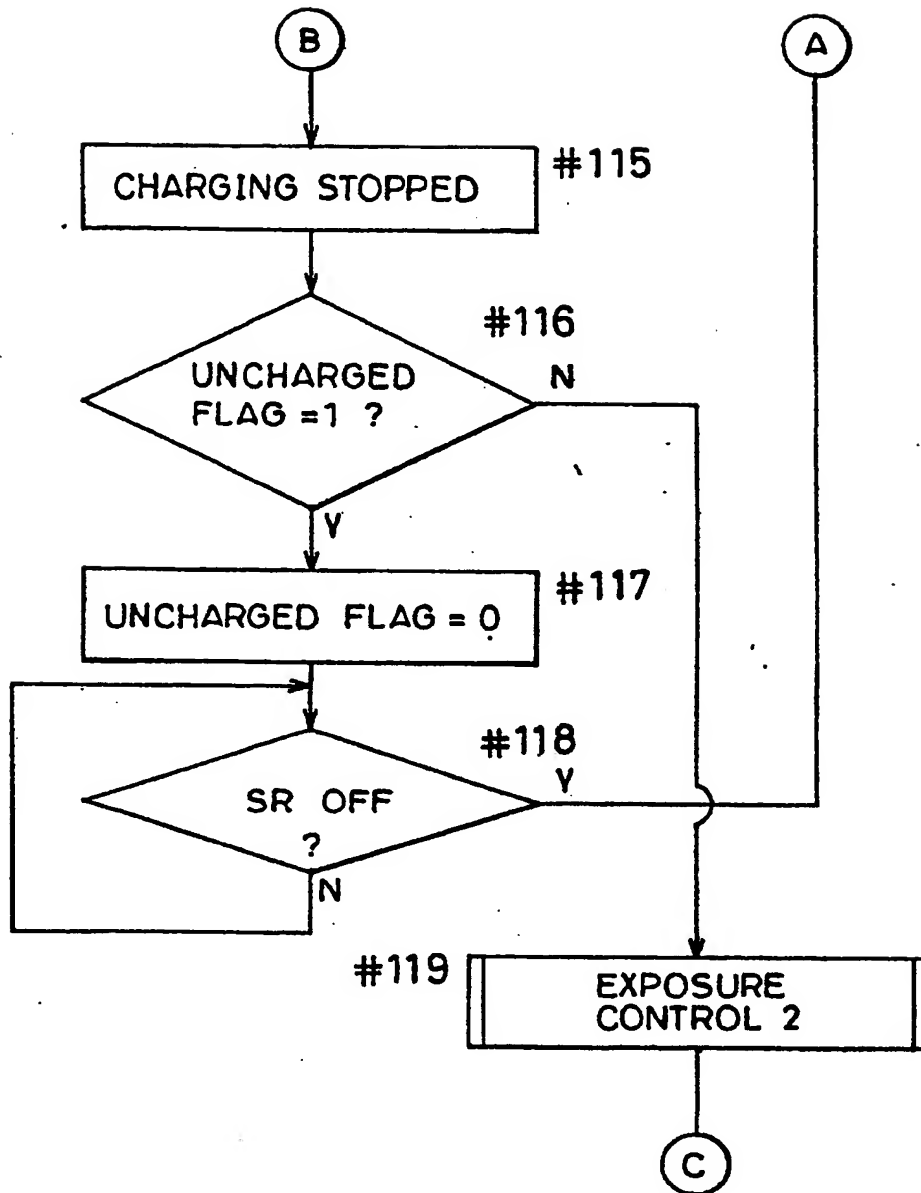 B
A
CHARGING STOPPED
#115
#116
UNCHARGED
FLAG =1 ?
N
Y
UNCHARGED FLAG = 0
#117
#118
SR OFF
?
Y
N
#119
EXPOSURE
CONTROL 2
C